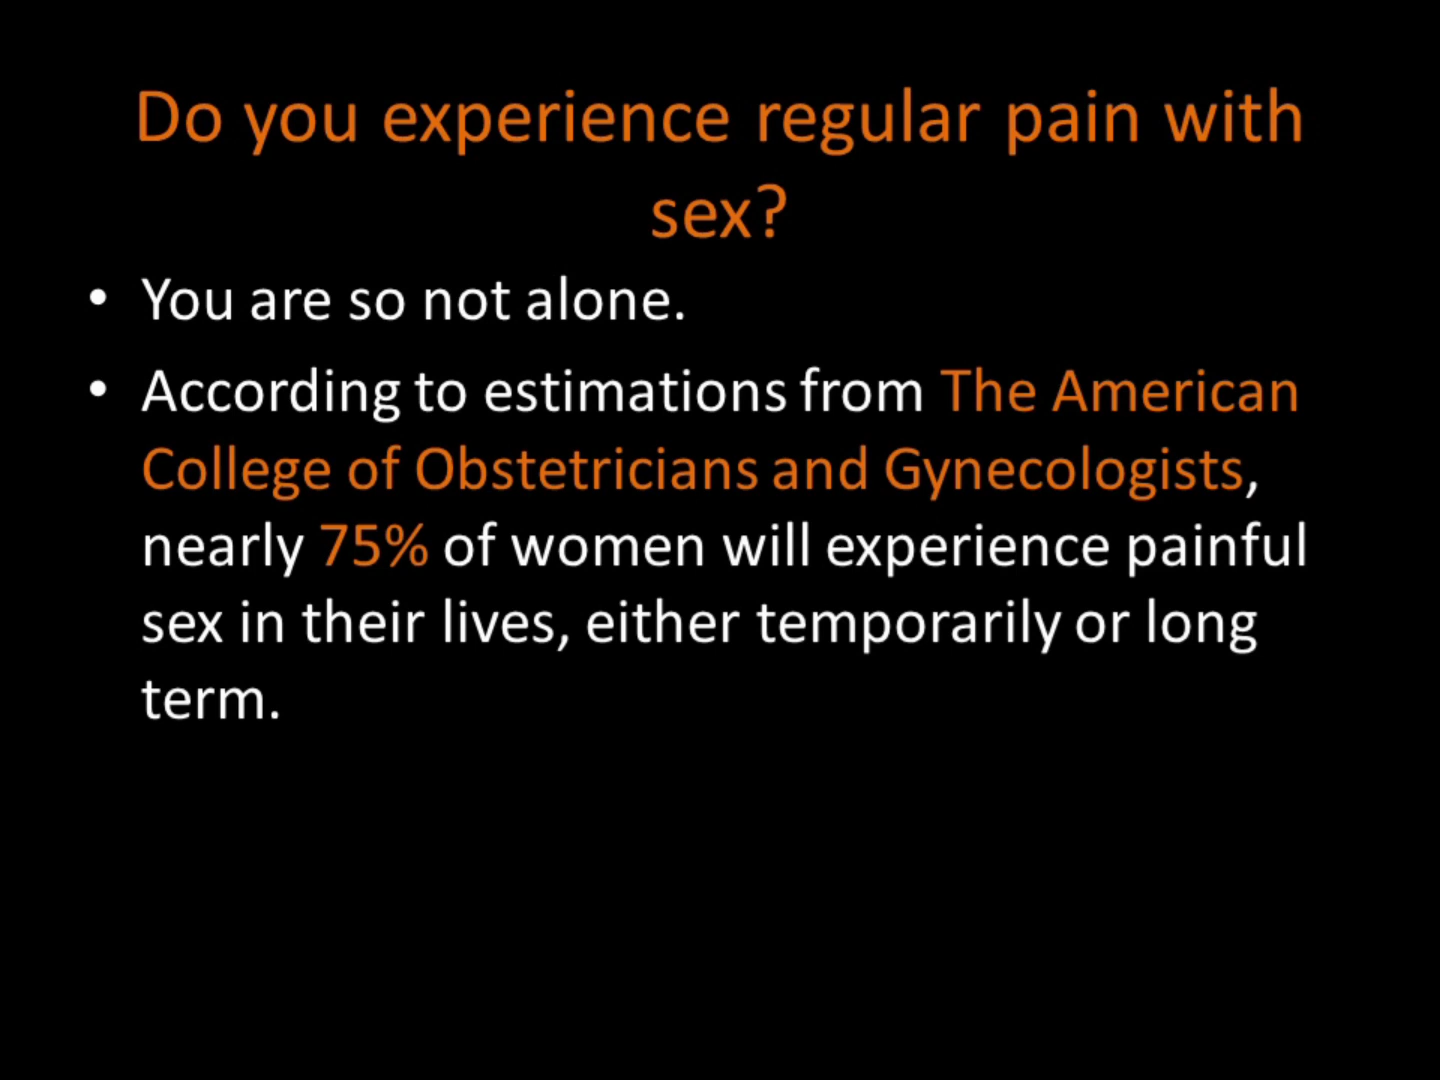 Do you experience regular pain with
sex?
• You are so not alone.
• According to estimations from The American
College of Obstetricians and Gynecologists,
nearly 75% of women will experience painful
sex in their lives, either temporarily or long
term.